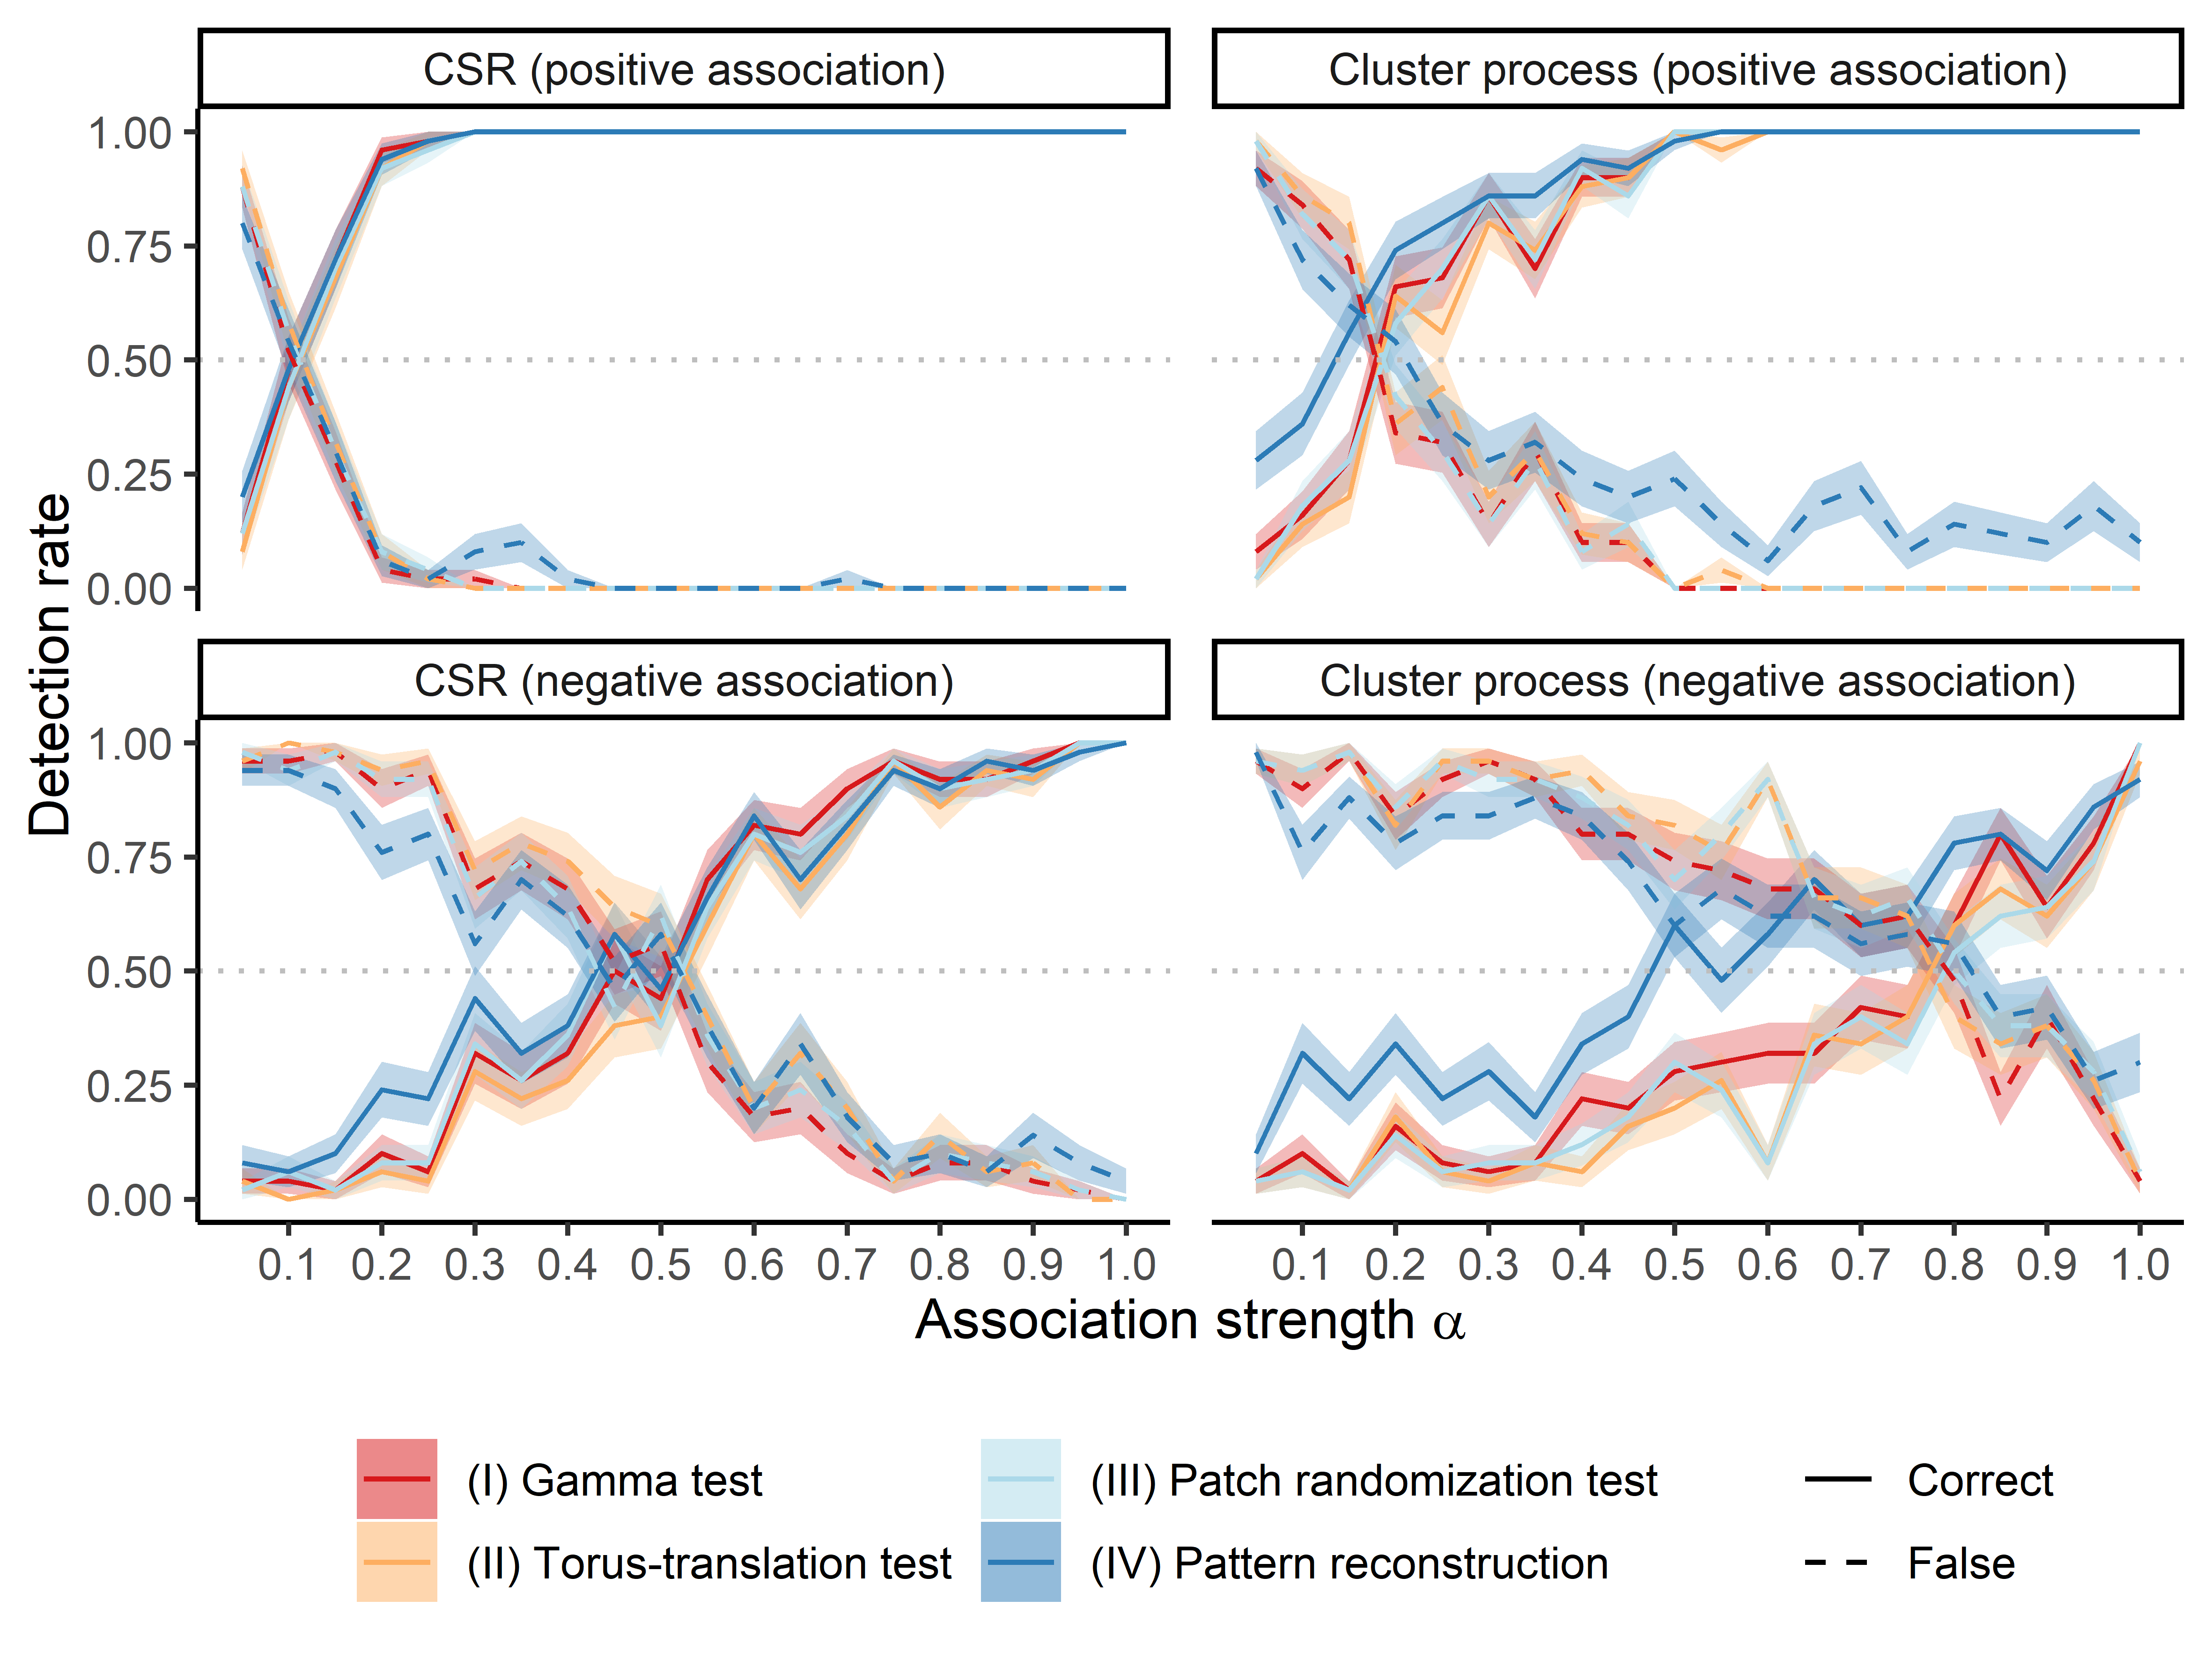 CSR (positive association)
Cluster process (positive association)
1.00
0.75
0.50
0.25
0.00
CSR (negative association)
Cluster process (negative association)
1.00
0.75
0.50
0.25
0.00
Detection rate
0.1 0.2 0.3 0.4 0.5 0.6 0.7 0.8 0.9 1.0
0.1 0.2 0.3 0.4 0.5 0.6 0.7 0.8 0.9 1.0
Association strength α
(I) Gamma test
(II) Torus-translation test
(III) Patch randomization test
(IV) Pattern reconstruction
Correct
False